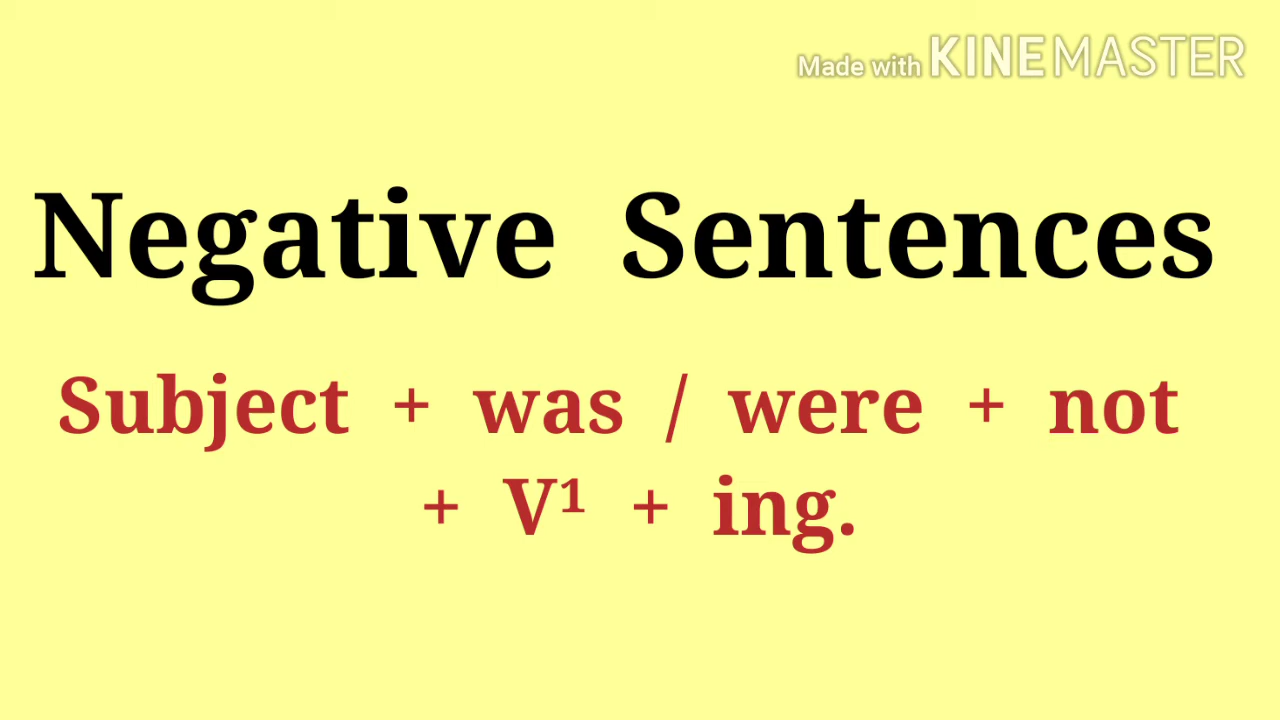 Made with KINEMASTER
Negative Sentences
Subject + was / were + not
+ V¹ + ing.